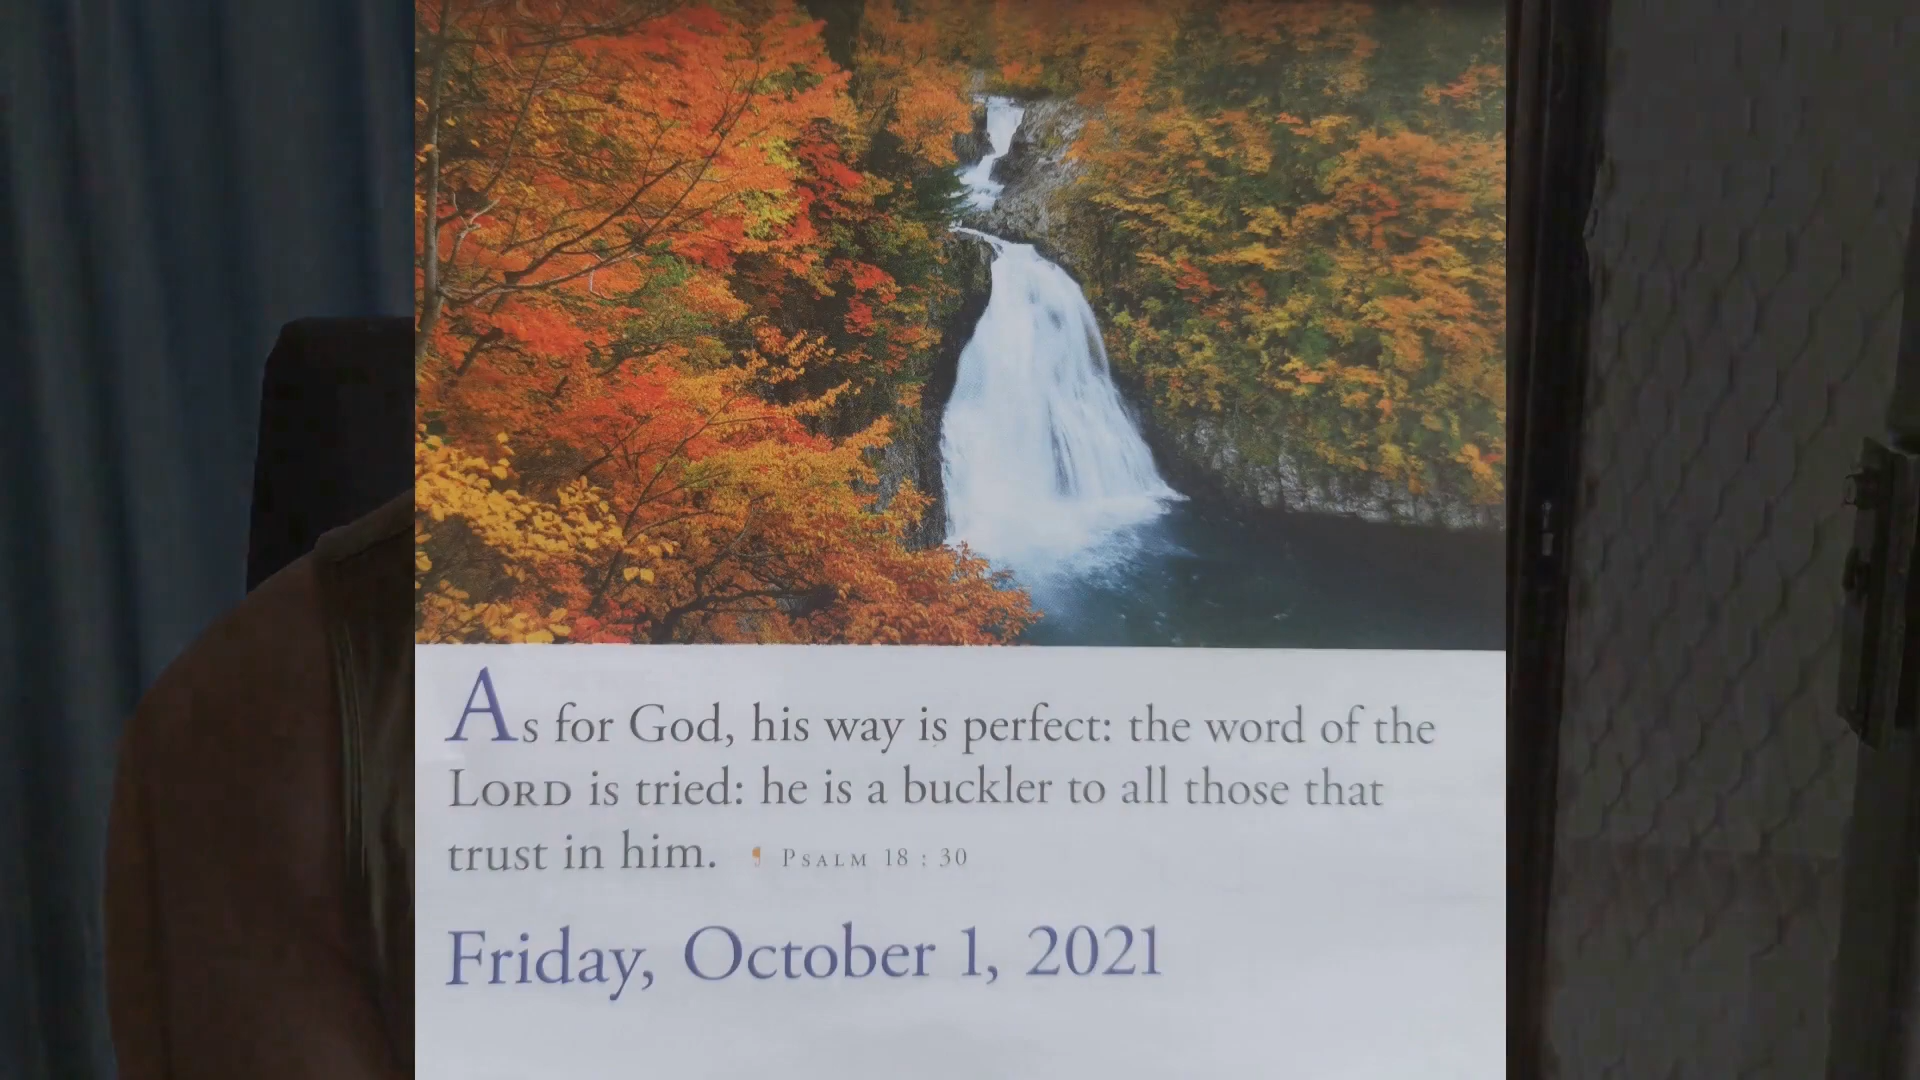 As for God, his way is perfect: the word of the
LORD is tried: he is a buckler to all those that
trust in him. PSALM 18 : 30
Friday, October 1, 2021